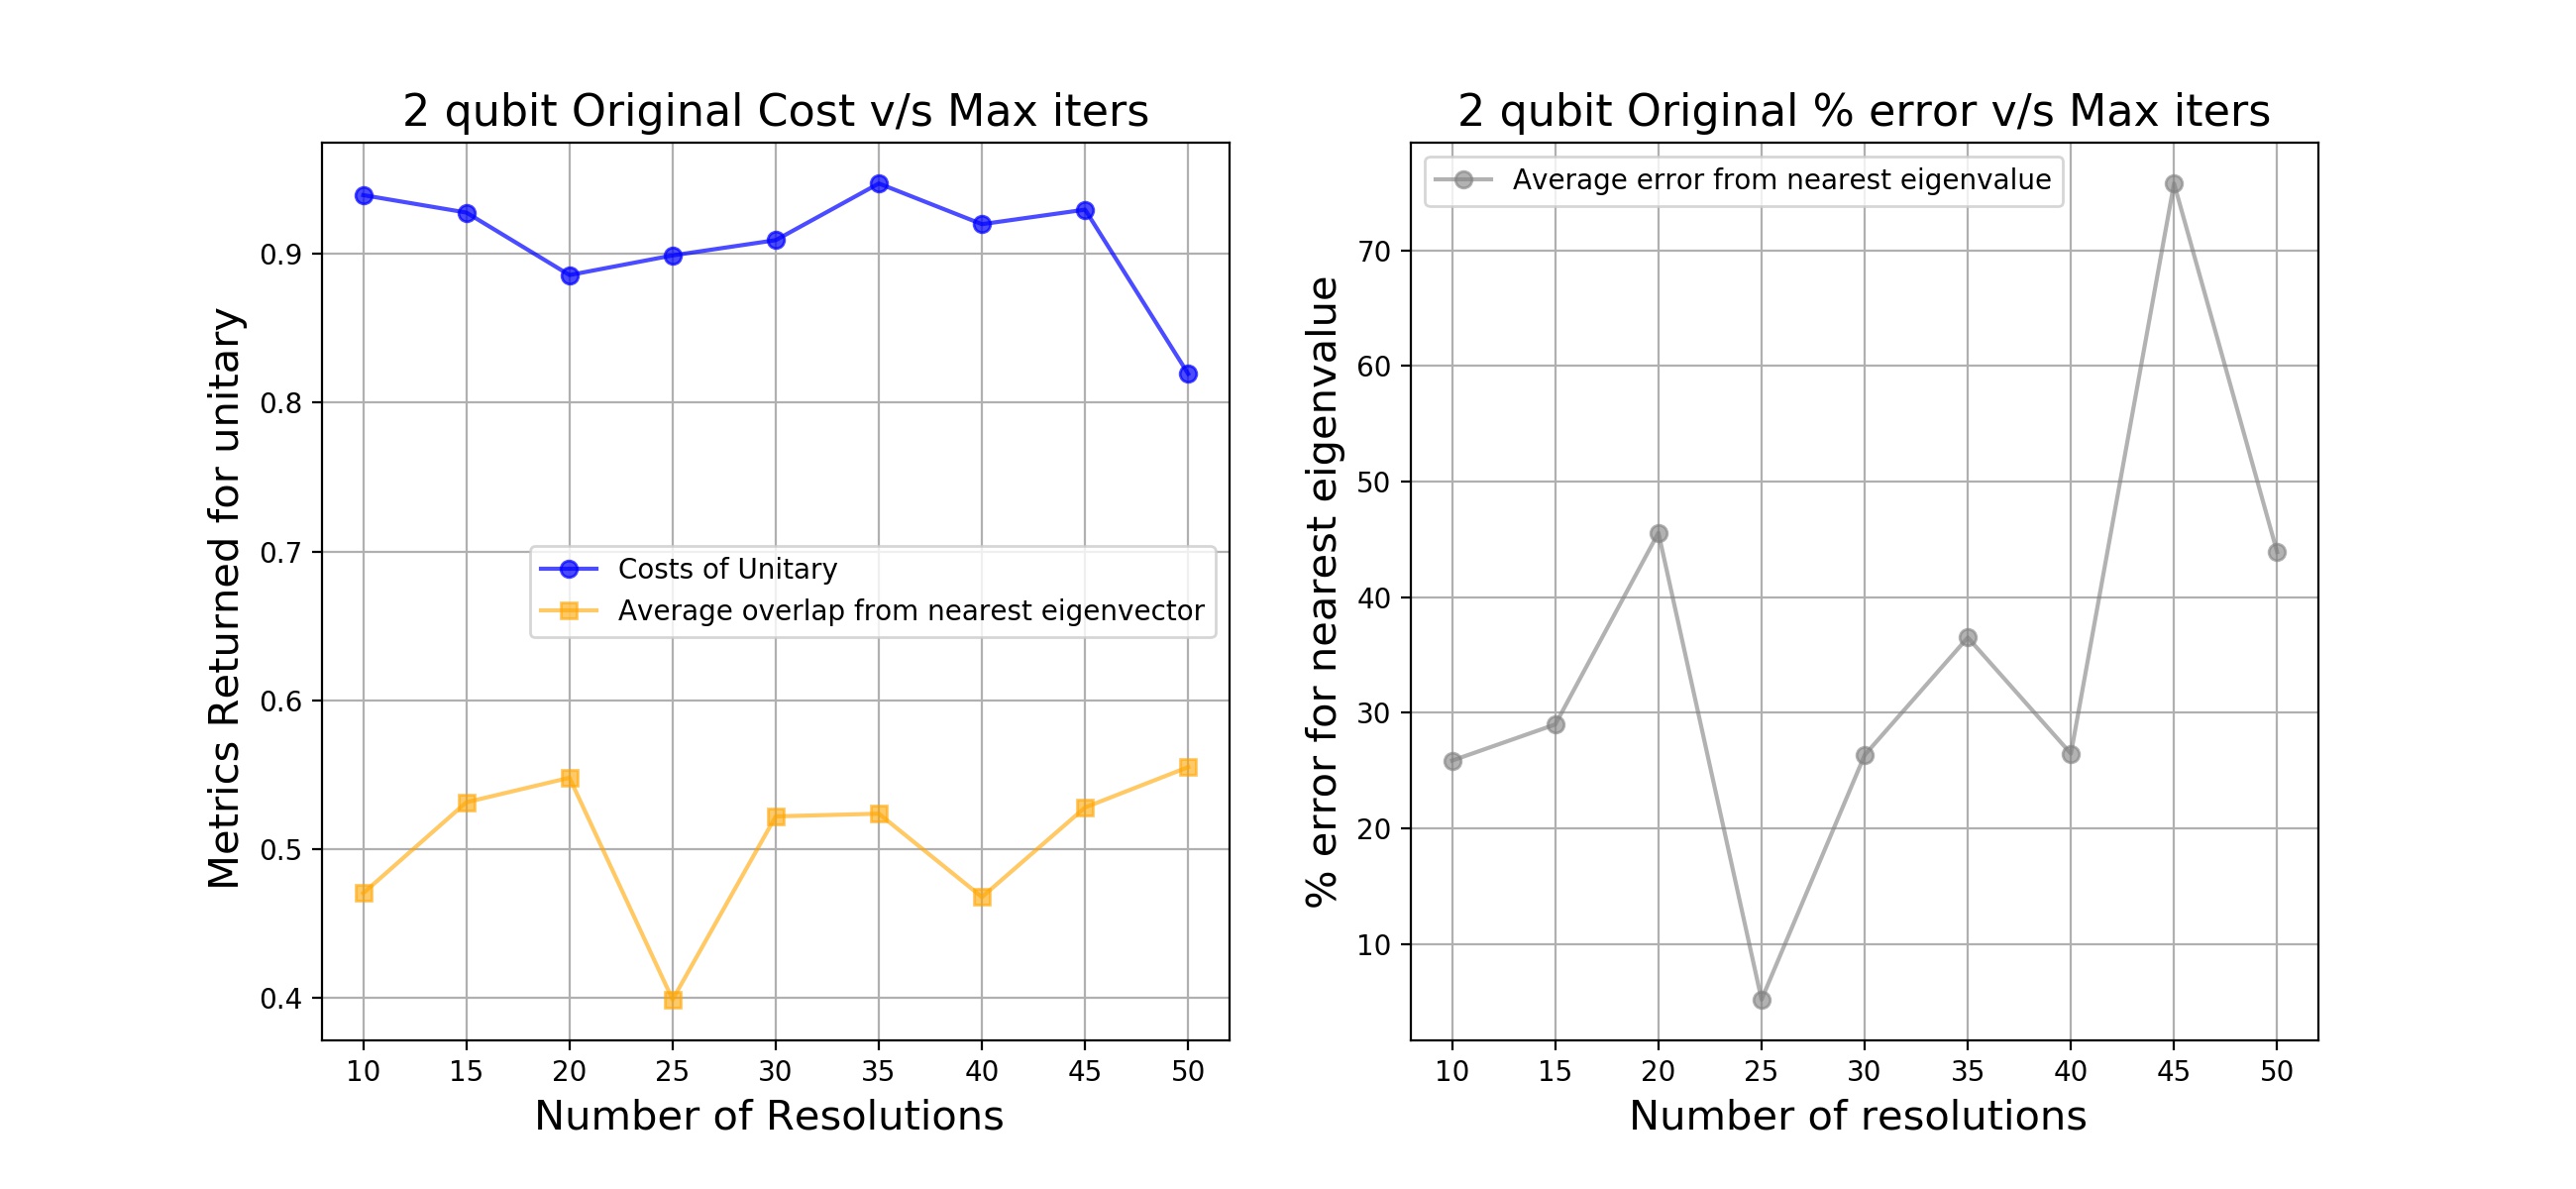 2 qubit Original Cost v/s Max iters
Metrics Returned for unitary
0.9
0.8
0.7
0.6
0.5
0.4
Costs of Unitary
Average overlap from nearest eigenvector
10 15 20 25 30 35 40 45 50
Number of Resolutions
2 qubit Original % error v/s Max iters
% error for nearest eigenvalue
Average error from nearest eigenvalue
70
60
50
40
30
20
10
10 15 20 25 30 35 40 45 50
Number of resolutions